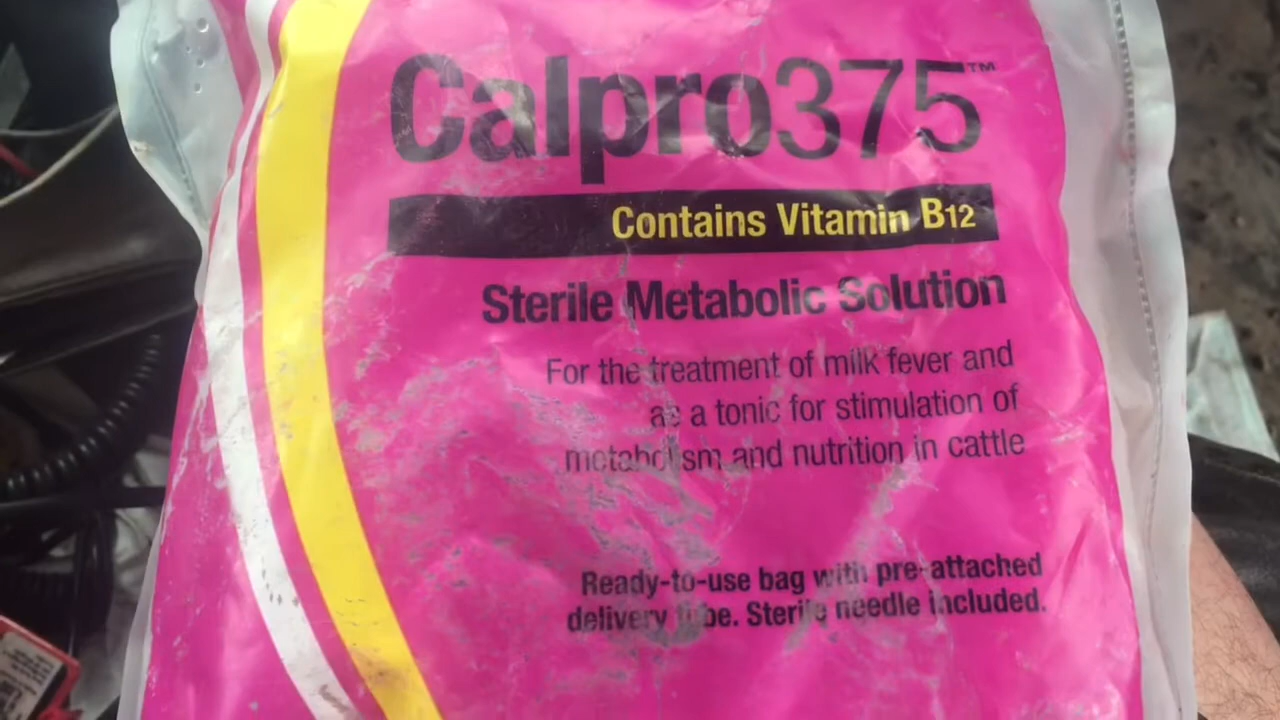 Calpro375™
Contains Vitamin B12
Sterile Metabolic Solution
For the treatment of milk fever and
as a tonic for stimulation of
metabolism and nutrition in cattle
Ready-to-use bag with pre-attached
delivery tube. Sterile needle included.